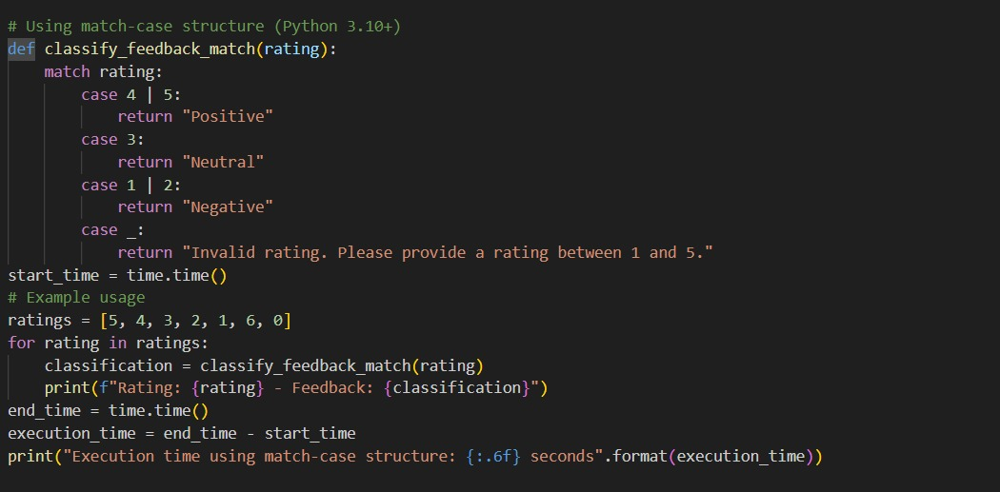 # Using match-case structure (Python 3.10+)
def classify_feedback_match(rating):
    match rating:
        case 4 | 5:
            return "Positive"
        case 3:
            return "Neutral"
        case 1 | 2:
            return "Negative"
        case _:
            return "Invalid rating. Please provide a rating between 1 and 5."
start_time = time.time()
# Example usage
ratings = [5, 4, 3, 2, 1, 6, 0]
for rating in ratings:
    classification = classify_feedback_match(rating)
    print(f"Rating: {rating} - Feedback: {classification}")
end_time = time.time()
execution_time = end_time - start_time
print("Execution time using match-case structure: {:.6f} seconds".format(execution_time))